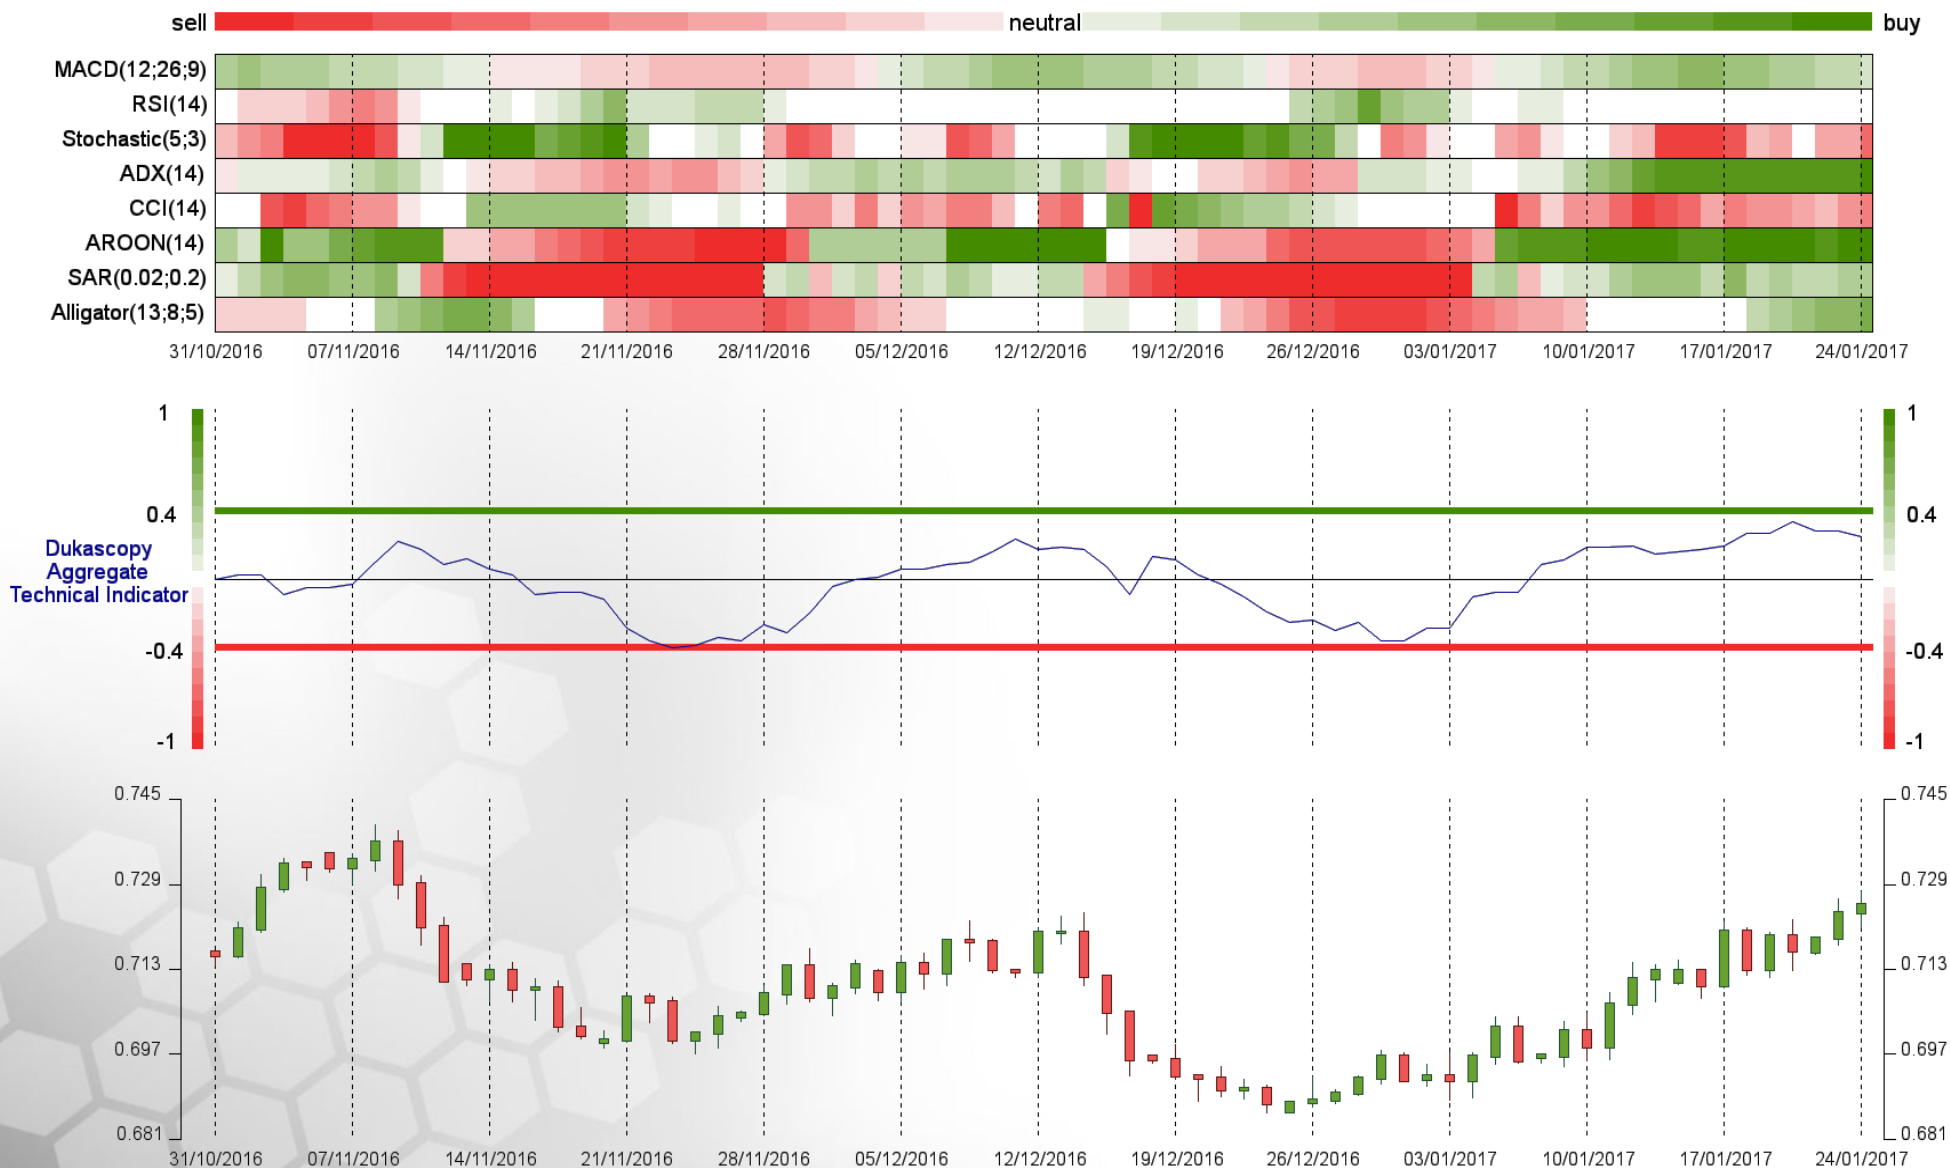 sell neutral buy
MACD(12;26;9)
RSI(14)
Stochastic(5;3)
ADX(14)
CCI(14)
AROON(14)
SAR(0.02;0.2)
Alligator(13;8;5)
31/10/2016 07/11/2016 14/11/2016 21/11/2016 28/11/2016 05/12/2016 12/12/2016 19/12/2016 26/12/2016 03/01/2017 10/01/2017 17/01/2017 24/01/2017
1 1
0.4 0.4
Dukascopy
Aggregate
Technical Indicator
-0.4 -0.4
-1 -1
0.745 0.745
0.729 0.729
0.713 0.713
0.697 0.697
0.681 0.681
31/10/2016 07/11/2016 14/11/2016 21/11/2016 28/11/2016 05/12/2016 12/12/2016 19/12/2016 26/12/2016 03/01/2017 10/01/2017 17/01/2017 24/01/2017